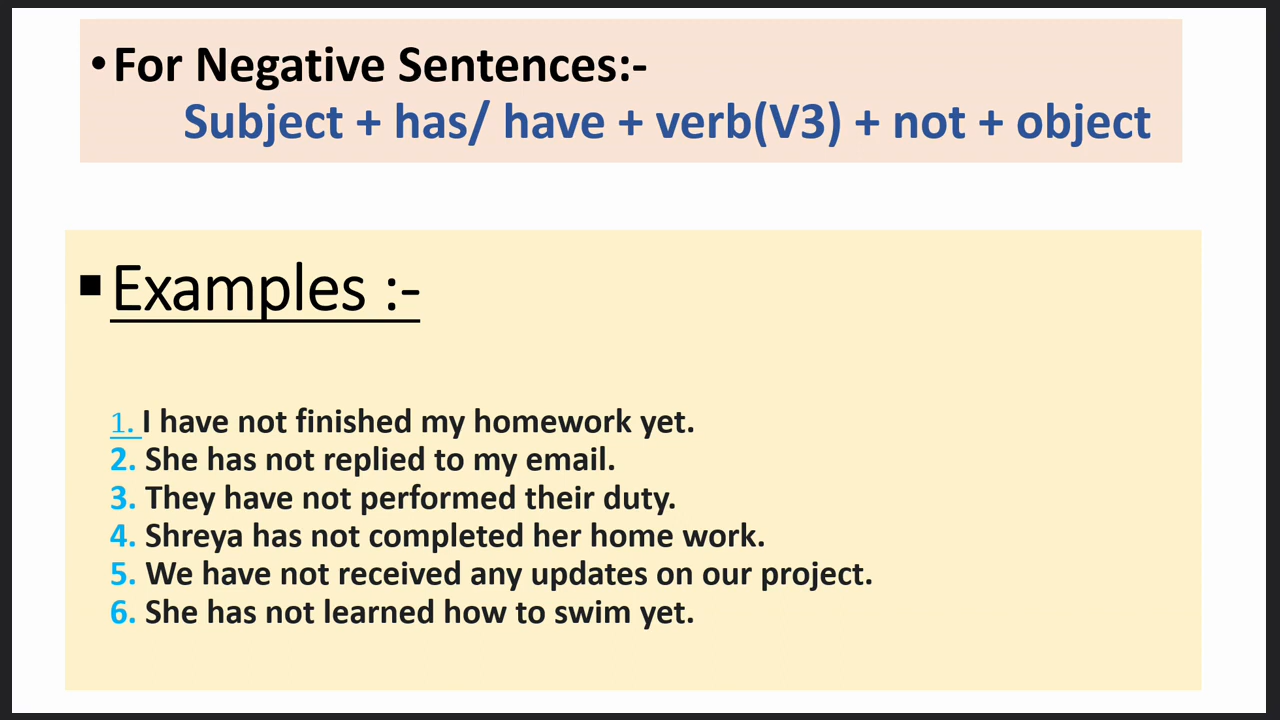 •For Negative Sentences:-
Subject + has/ have + verb(V3) + not + object
▪Examples :-
1. I have not finished my homework yet.
2. She has not replied to my email.
3. They have not performed their duty.
4. Shreya has not completed her home work.
5. We have not received any updates on our project.
6. She has not learned how to swim yet.